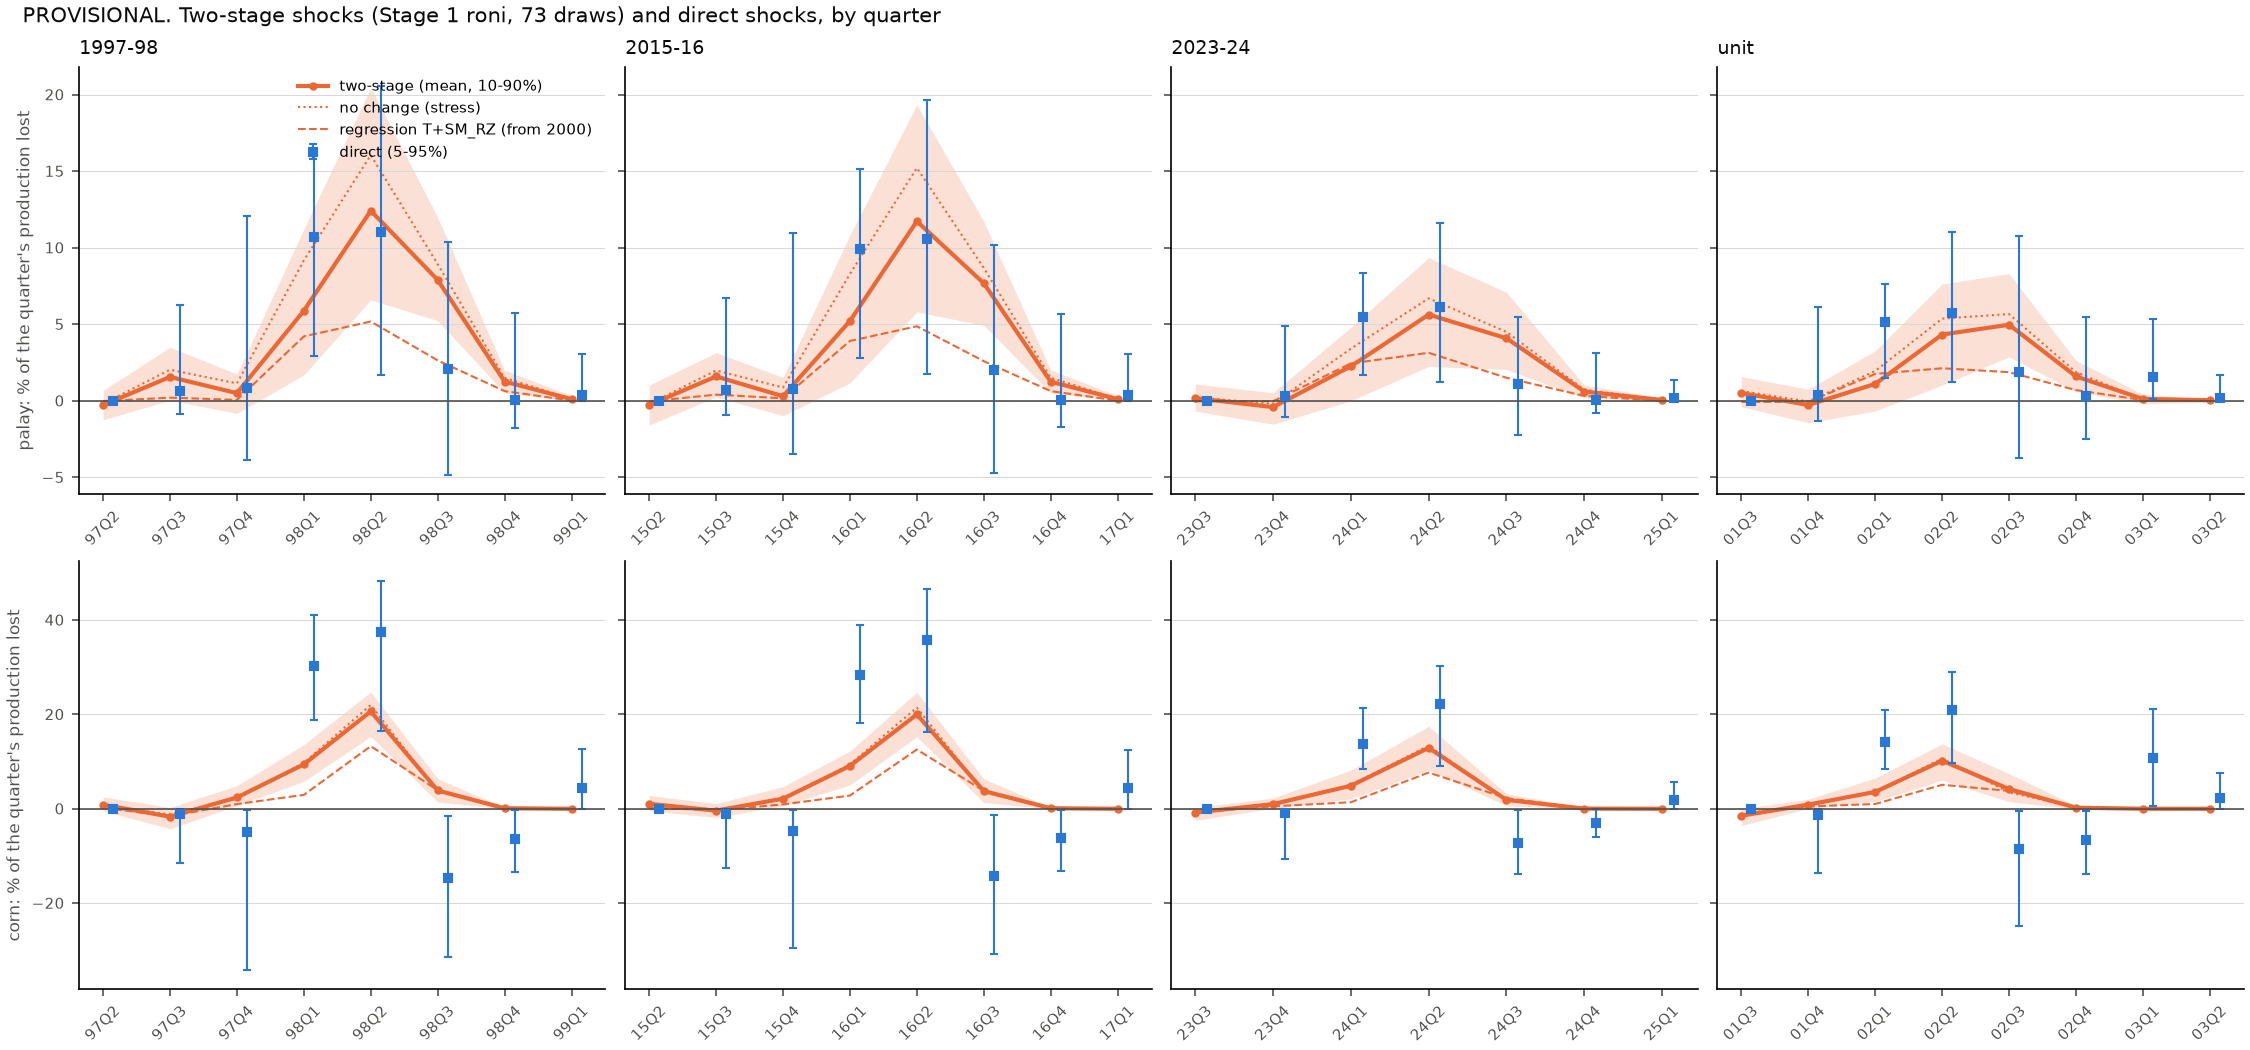 PROVISIONAL. Two-stage shocks (Stage 1 roni, 73 draws) and direct shocks, by quarter
1997-98
2015-16
2023-24
unit
palay: % of the quarter's production lost
20
15
10
5
0
−5
two-stage (mean, 10-90%)
no change (stress)
regression T+SM_RZ (from 2000)
direct (5-95%)
97Q2
97Q3
97Q4
98Q1
98Q2
98Q3
98Q4
99Q1
15Q2
15Q3
15Q4
16Q1
16Q2
16Q3
16Q4
17Q1
23Q3
23Q4
24Q1
24Q2
24Q3
24Q4
25Q1
01Q3
01Q4
02Q1
02Q2
02Q3
02Q4
03Q1
03Q2
corn: % of the quarter's production lost
40
20
0
−20
97Q2
97Q3
97Q4
98Q1
98Q2
98Q3
98Q4
99Q1
15Q2
15Q3
15Q4
16Q1
16Q2
16Q3
16Q4
17Q1
23Q3
23Q4
24Q1
24Q2
24Q3
24Q4
25Q1
01Q3
01Q4
02Q1
02Q2
02Q3
02Q4
03Q1
03Q2